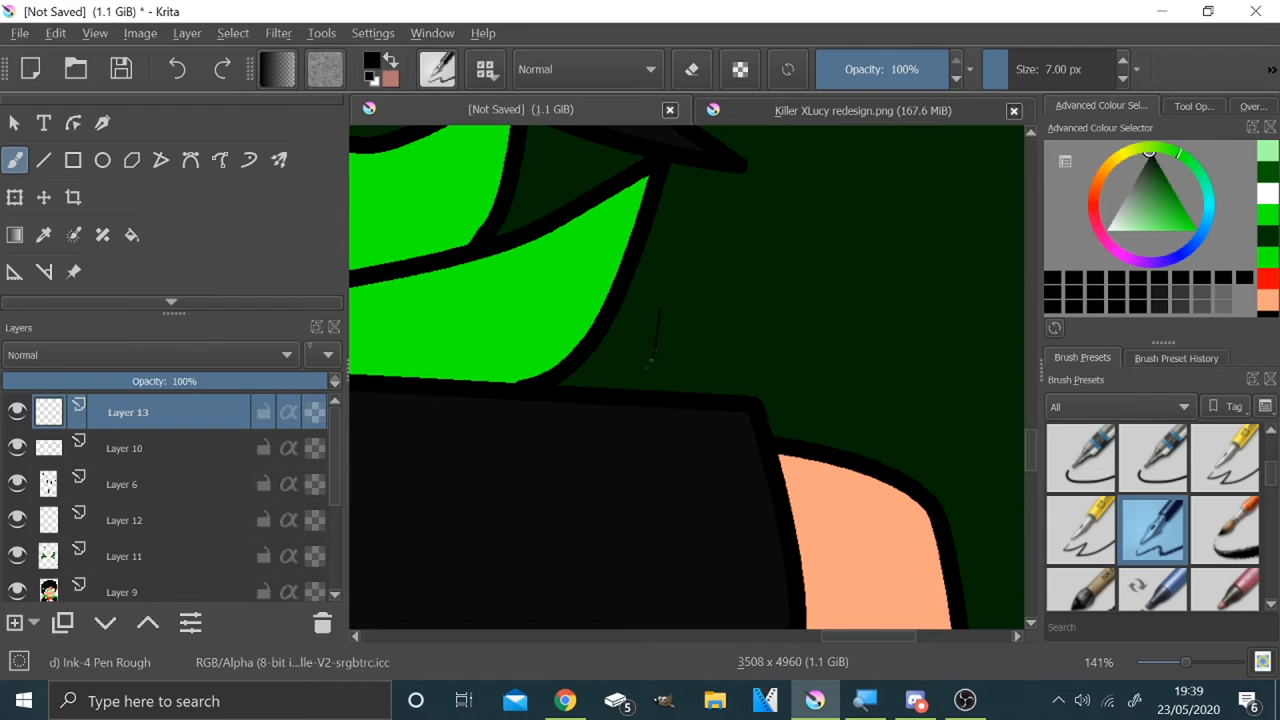 [Not Saved] (1.1 GiB) * - Krita
File Edit View Image Layer Select Filter Tools Settings Window Help
Normal
Opacity: 100%
Size: 7.00 px
[Not Saved] (1.1 GiB)
Killer XLucy redesign.png (167.6 MiB)
Advanced Colour Sel...
Tool Op...
Over...
Advanced Colour Selector
Layers
Normal
Opacity: 100%
Layer 13
Layer 10
Layer 6
Layer 12
Layer 11
Layer 9
Brush Presets
Brush Preset History
Brush Presets
All
Tag
Search
d) Ink-4 Pen Rough
RGB/Alpha (8-bit i...lle-V2-srgbtrc.icc
3508 x 4960 (1.1 GiB)
141%
Type here to search
5
19:39
23/05/2020
6